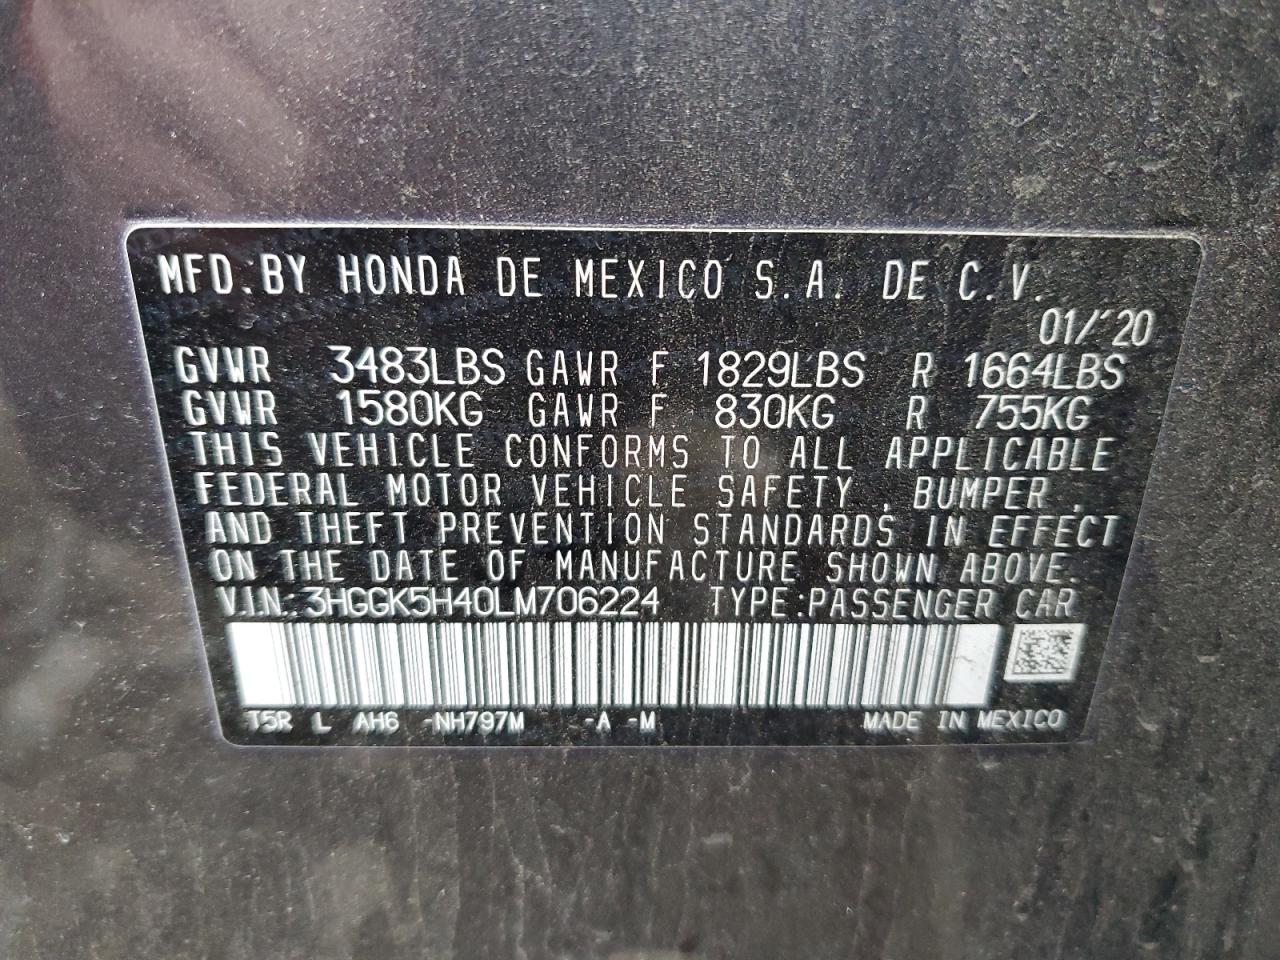 MFD. BY HONDA DE MEXICO S.A. DE C.V.
01/'20
GVWR 3483LBS GAWR F 1829LBS R 1664LBS
GVWR 1580KG GAWR F 830KG R 755KG
THIS VEHICLE CONFORMS TO ALL APPLICABLE
FEDERAL MOTOR VEHICLE SAFETY, BUMPER,
AND THEFT PREVENTION STANDARDS IN EFFECT
ON THE DATE OF MANUFACTURE SHOWN ABOVE.
V.I.N.: 3HGGK5H40LM706224 TYPE: PASSENGER CAR
T5R L AH6 -NH797M -A -M MADE IN MEXICO